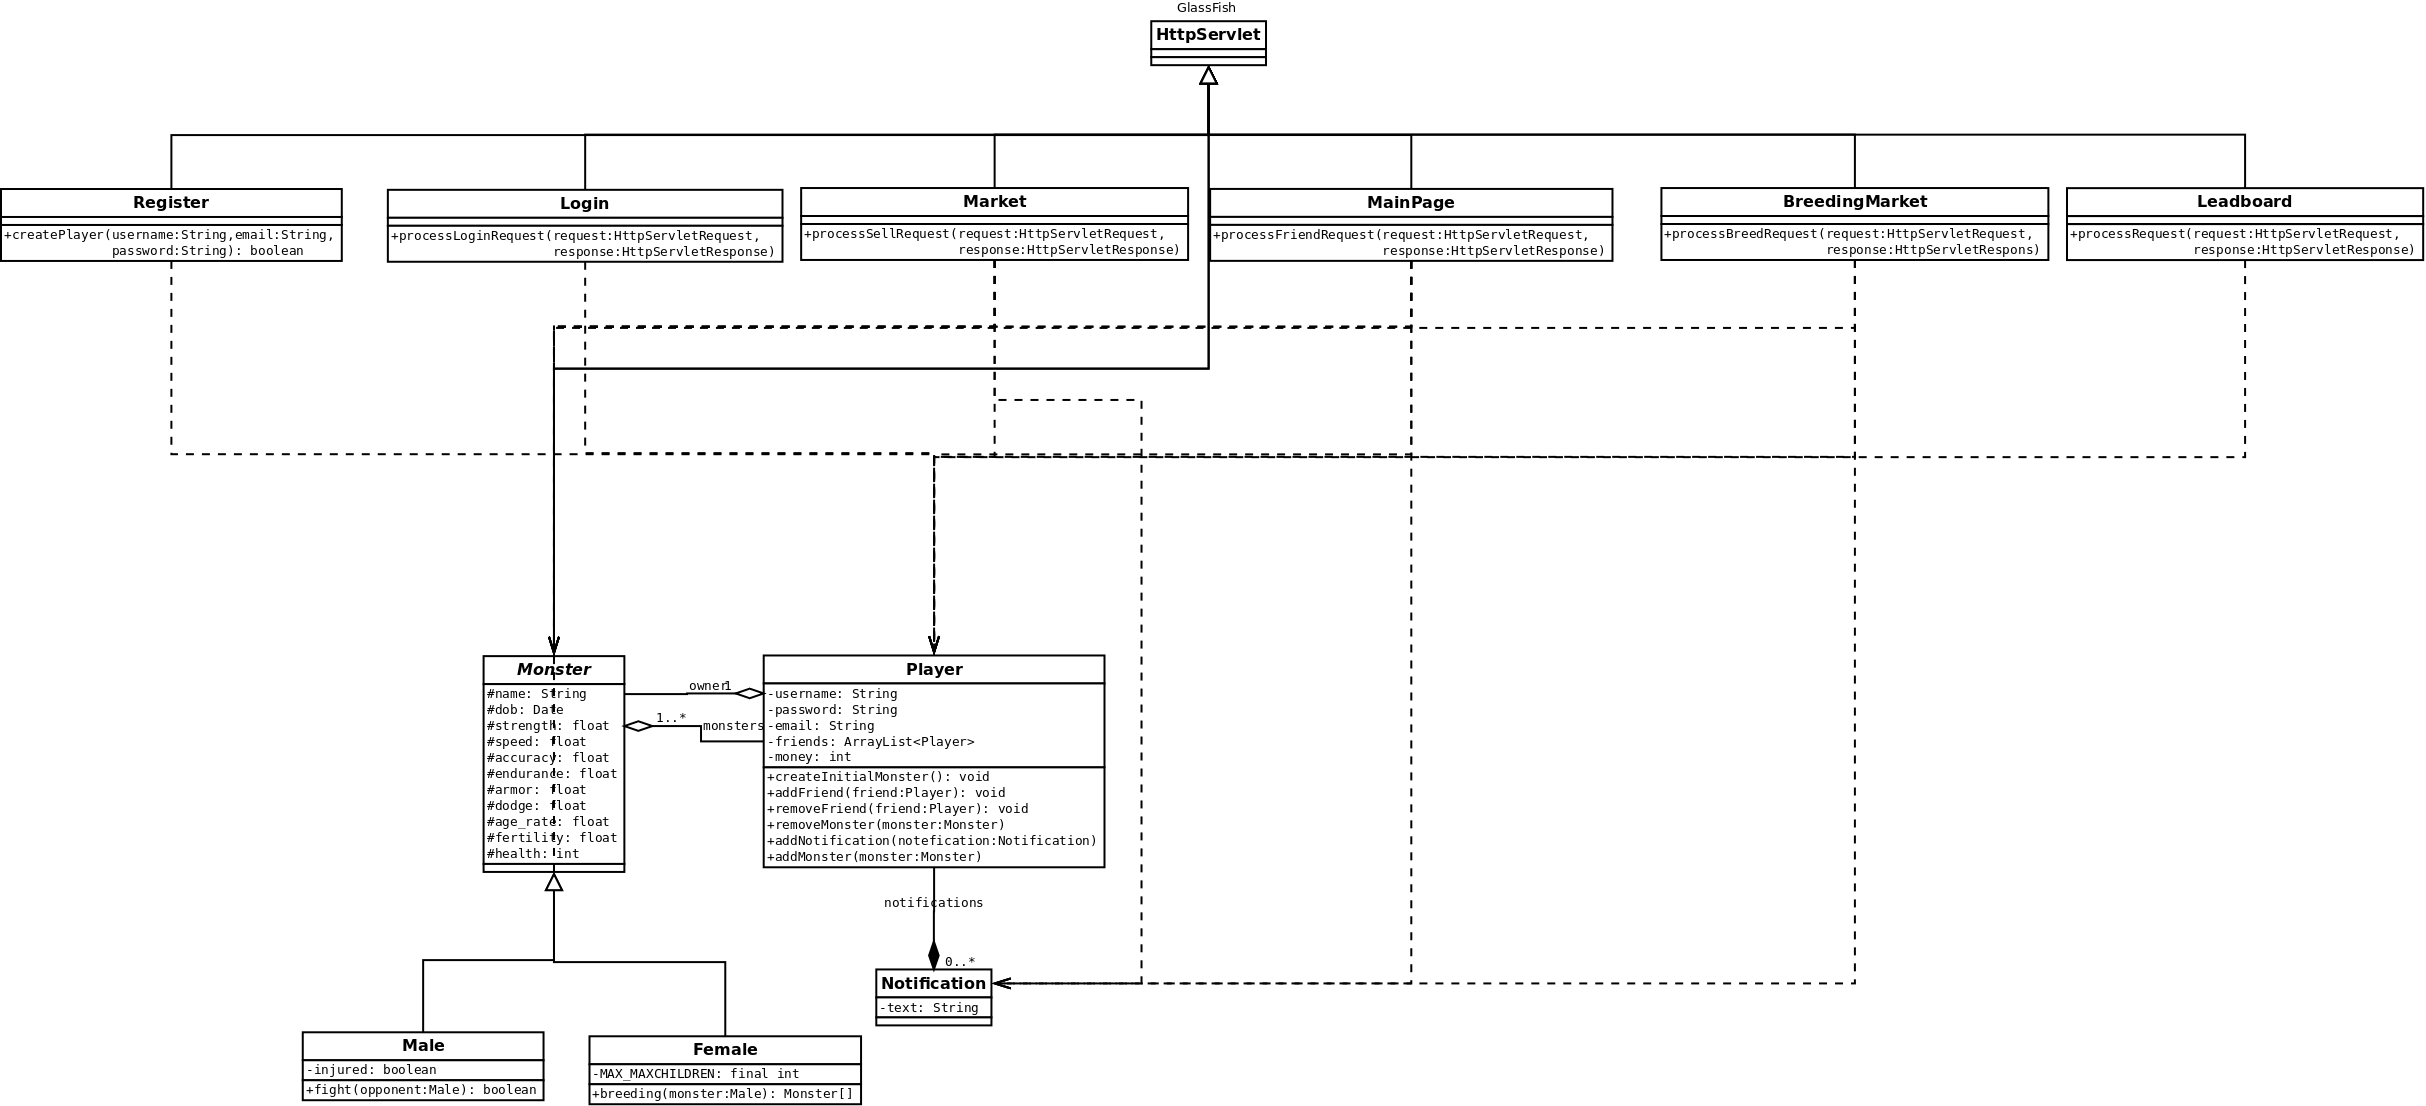 GlassFish
HttpServlet
Register
+createPlayer(username:String,email:String,
password:String): boolean
Login
+processLoginRequest(request:HttpServletRequest,
response:HttpServletResponse)
Market
+processSellRequest(request:HttpServletRequest,
response:HttpServletResponse)
MainPage
+processFriendRequest(request:HttpServletRequest,
response:HttpServletResponse)
BreedingMarket
+processBreedRequest(request:HttpServletRequest,
response:HttpServletRespons)
Leadboard
+processRequest(request:HttpServletRequest,
response:HttpServletResponse)
Monster
#name: String
#dob: Date
#strength: float
#speed: float
#accuracy: float
#endurance: float
#armor: float
#dodge: float
#age_rate: float
#fertility: float
#health: int
owner
1
1..*
monsters
Player
-username: String
-password: String
-email: String
-friends: ArrayList<Player>
-money: int
+createInitialMonster(): void
+addFriend(friend:Player): void
+removeFriend(friend:Player): void
+removeMonster(monster:Monster)
+addNotification(notefication:Notification)
+addMonster(monster:Monster)
notifications
0..*
Notification
-text: String
Male
-injured: boolean
+fight(opponent:Male): boolean
Female
-MAX_MAXCHILDREN: final int
+breeding(monster:Male): Monster[]